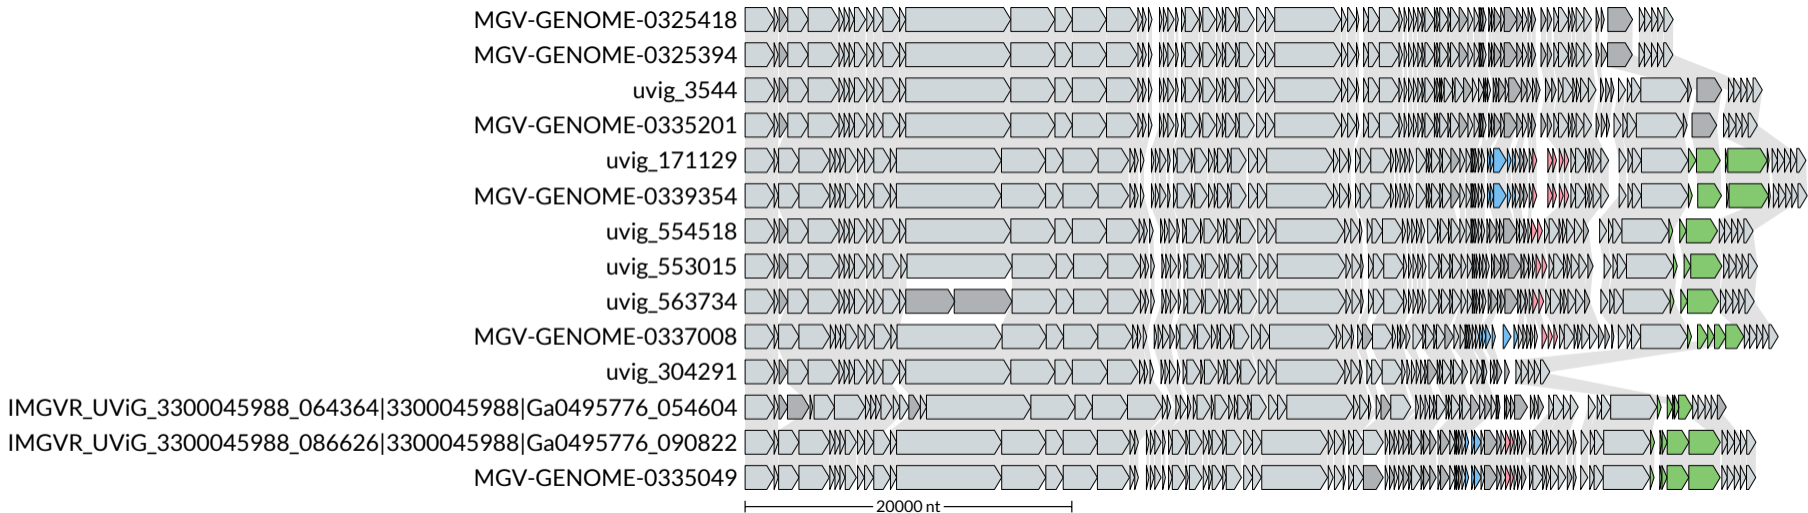 MGV-GENOME-0325418
MGV-GENOME-0325394
uvig_3544
MGV-GENOME-0335201
uvig_171129
MGV-GENOME-0339354
uvig_554518
uvig_553015
uvig_563734
MGV-GENOME-0337008
uvig_304291
IMGVR_UViG_3300045988_064364|3300045988|Ga0495776_054604
IMGVR_UViG_3300045988_086626|3300045988|Ga0495776_090822
MGV-GENOME-0335049
20000 nt